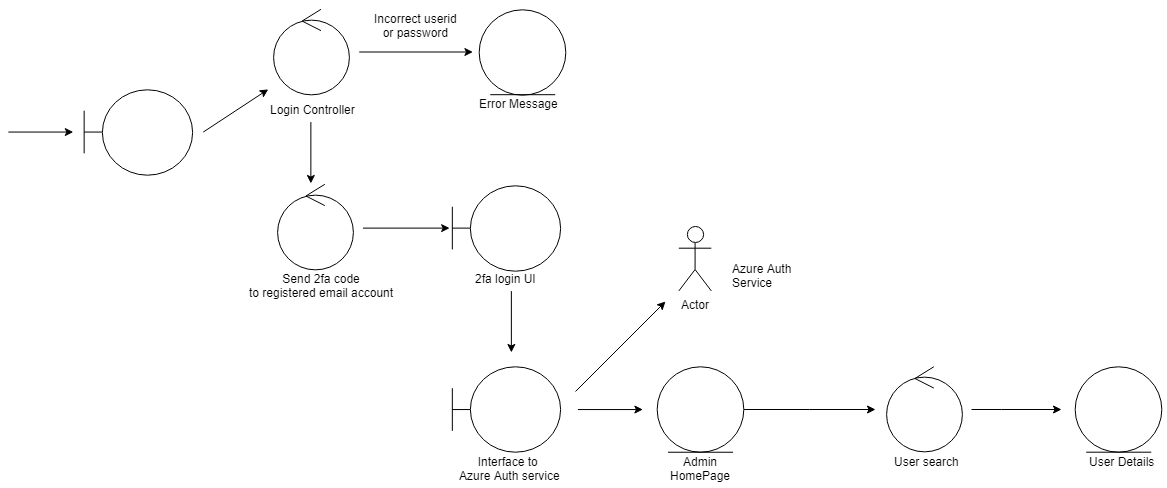 Incorrect userid
or password
Login Controller
Error Message
Send 2fa code
to registered email account
2fa login UI
Azure Auth
Service
Actor
Interface to
Azure Auth service
Admin
HomePage
User search
User Details